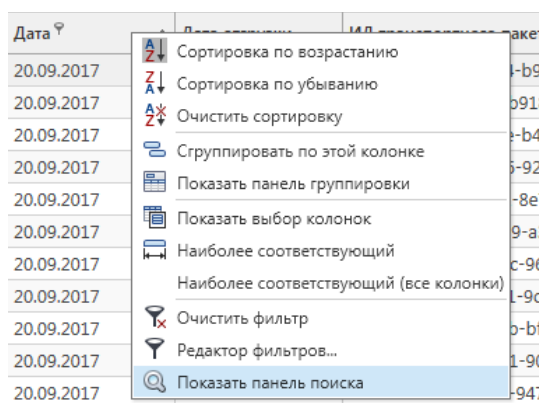 Дата
20.09.2017
20.09.2017
20.09.2017
20.09.2017
20.09.2017
20.09.2017
20.09.2017
20.09.2017
20.09.2017
20.09.2017
20.09.2017
Сортировка по возрастанию
Сортировка по убыванию
Очистить сортировку
Сгруппировать по этой колонке
Показать панель группировки
Показать выбор колонок
Наиболее соответствующий
Наиболее соответствующий (все колонки)
Очистить фильтр
Редактор фильтров...
Показать панель поиска